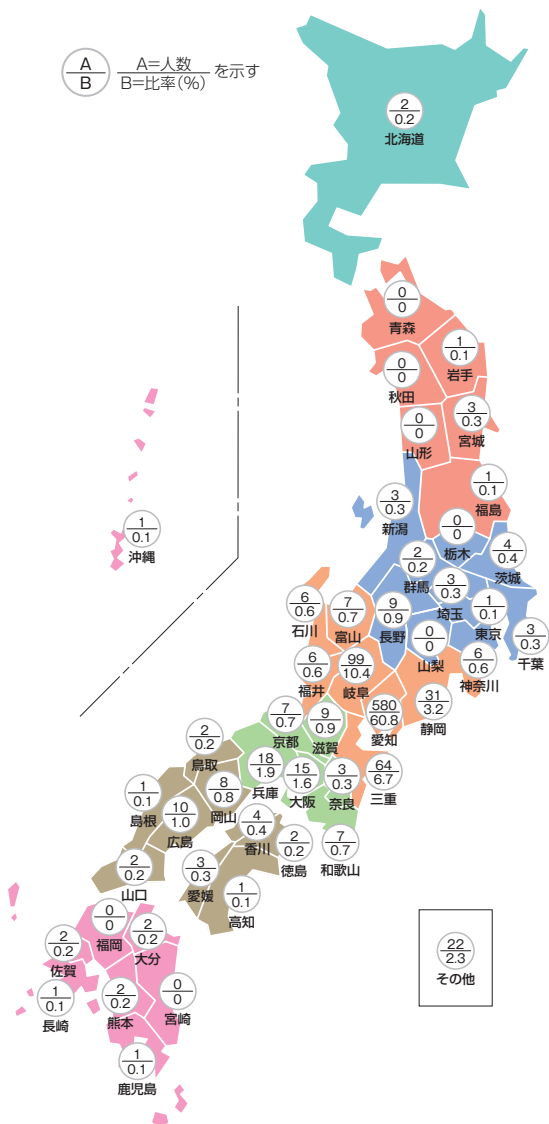 A
B
A=人数
B=比率(%)
を示す
2
0.2
北海道
0
0
青森
1
0.1
岩手
0
0
秋田
3
0.3
宮城
0
0
山形
1
0.1
福島
3
0.3
新潟
0
0
栃木
4
0.4
茨城
2
0.2
群馬
3
0.3
埼玉
1
0.1
東京
3
0.3
千葉
6
0.6
石川
7
0.7
富山
9
0.9
長野
0
0
山梨
6
0.6
神奈川
6
0.6
福井
99
10.4
岐阜
580
60.8
愛知
31
3.2
静岡
7
0.7
京都
9
0.9
滋賀
2
0.2
鳥取
18
1.9
兵庫
15
1.6
大阪
3
0.3
奈良
64
6.7
三重
1
0.1
島根
10
1.0
広島
8
0.8
岡山
4
0.4
香川
2
0.2
徳島
7
0.7
和歌山
2
0.2
山口
3
0.3
愛媛
1
0.1
高知
0
0
福岡
2
0.2
大分
2
0.2
佐賀
1
0.1
長崎
2
0.2
熊本
0
0
宮崎
1
0.1
鹿児島
1
0.1
沖縄
22
2.3
その他